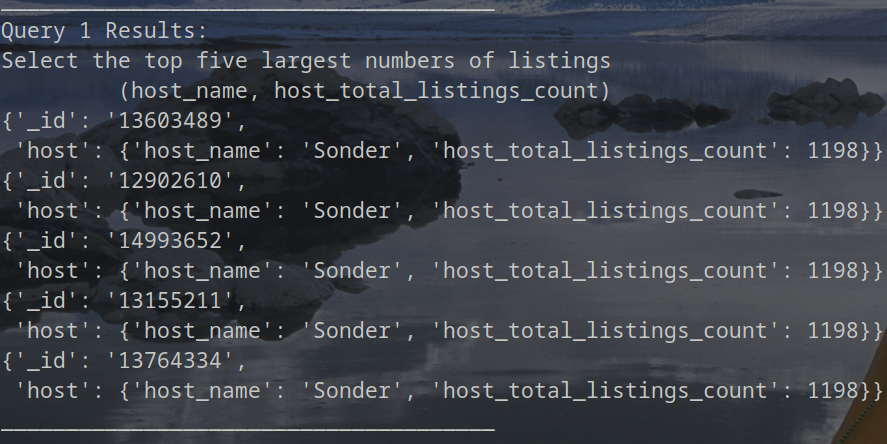 Query 1 Results:
Select the top five largest numbers of listings
(host_name, host_total_listings_count)
{'_id': '13603489',
'host': {'host_name': 'Sonder', 'host_total_listings_count': 1198}}
{'_id': '12902610',
'host': {'host_name': 'Sonder', 'host_total_listings_count': 1198}}
{'_id': '14993652',
'host': {'host_name': 'Sonder', 'host_total_listings_count': 1198}}
{'_id': '13155211',
'host': {'host_name': 'Sonder', 'host_total_listings_count': 1198}}
{'_id': '13764334',
'host': {'host_name': 'Sonder', 'host_total_listings_count': 1198}}